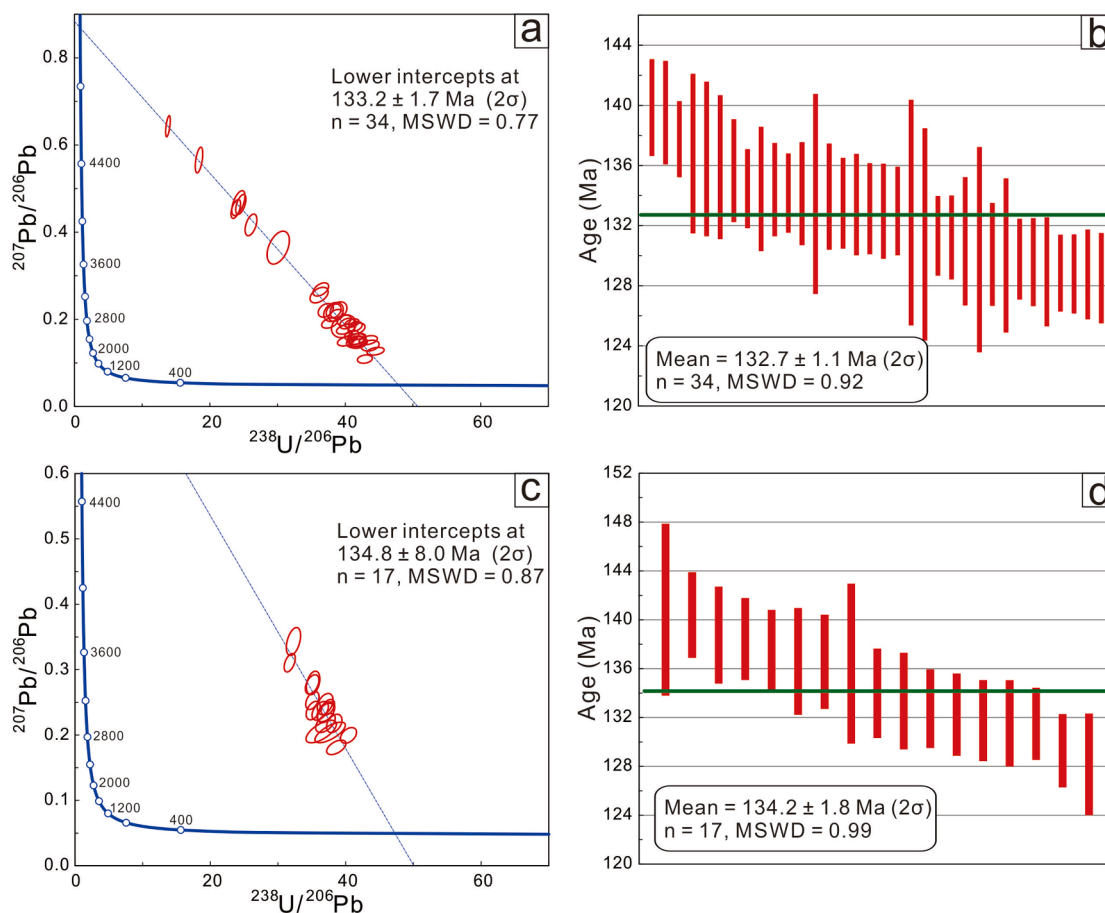 a
0.8
0.6
0.4
0.2
0.0
²⁰⁷Pb/²⁰⁶Pb
4400
3600
2800
2000
1200
400
Lower intercepts at
133.2 ± 1.7 Ma (2σ)
n = 34, MSWD = 0.77
0
20
40
60
²³⁸U/²⁰⁶Pb
b
144
140
136
132
128
124
120
Age (Ma)
Mean = 132.7 ± 1.1 Ma (2σ)
n = 34, MSWD = 0.92
c
0.6
0.5
0.4
0.3
0.2
0.1
0.0
²⁰⁷Pb/²⁰⁶Pb
4400
3600
2800
2000
1200
400
Lower intercepts at
134.8 ± 8.0 Ma (2σ)
n = 17, MSWD = 0.87
0
20
40
60
²³⁸U/²⁰⁶Pb
d
152
148
144
140
136
132
128
124
120
Age (Ma)
Mean = 134.2 ± 1.8 Ma (2σ)
n = 17, MSWD = 0.99